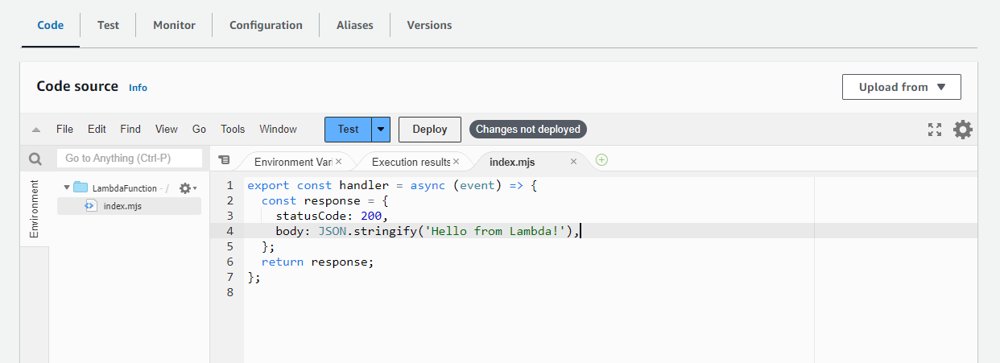 Code Test Monitor Configuration Aliases Versions
Code source Info Upload from
File Edit Find View Go Tools Window Test Deploy Changes not deployed
Go to Anything (Ctrl-P) Environment Var Execution results index.mjs
Environment
LambdaFunction - /
index.mjs
1 export const handler = async (event) => {
2 const response = {
3 statusCode: 200,
4 body: JSON.stringify('Hello from Lambda!'),
5 };
6 return response;
7 };
8